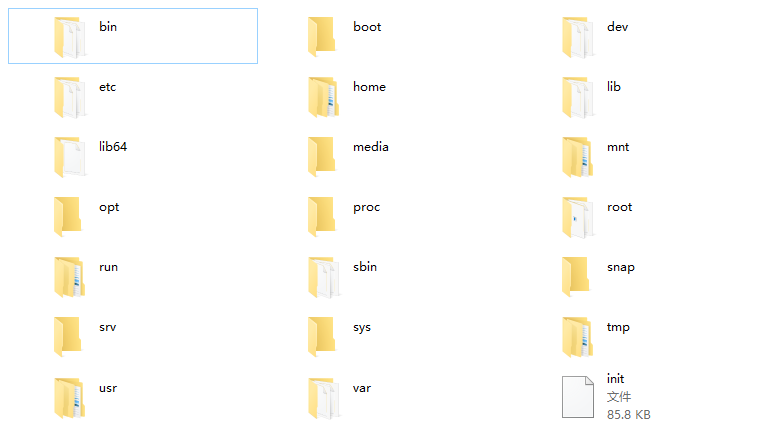 bin
boot
dev
etc
home
lib
lib64
media
mnt
opt
proc
root
run
sbin
snap
srv
sys
tmp
usr
var
init
文件
85.8 KB